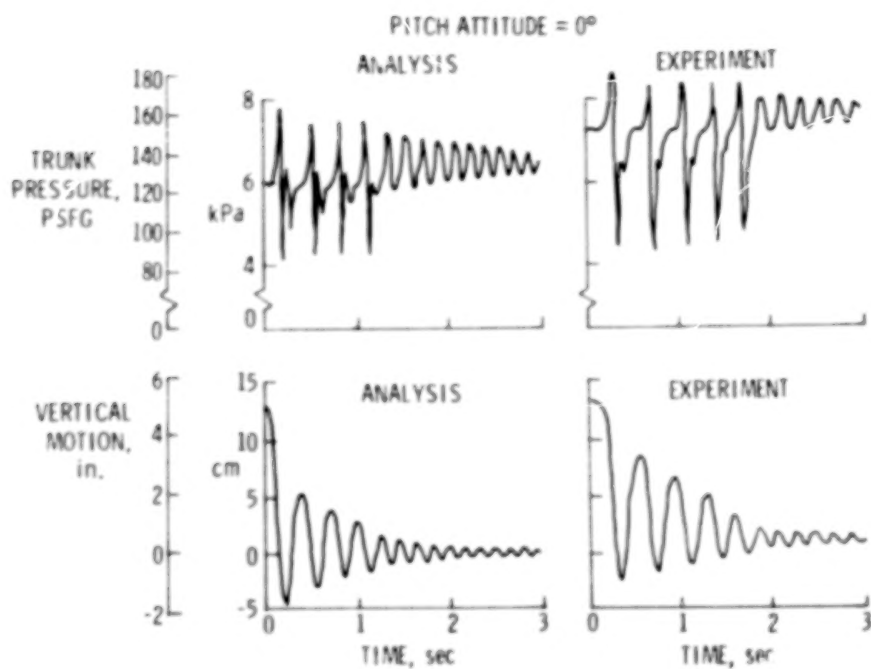 PITCH ATTITUDE = 0°
ANALYSIS
EXPERIMENT
180
160
140
120
100
80
0
TRUNK
PRESSURE,
PSFG
8
6
kPa
4
0
6
4
2
0
-2
VERTICAL
MOTION,
in.
15
10
cm
5
0
-5
ANALYSIS
EXPERIMENT
0 1 2 3
TIME, sec
0 1 2 3
TIME, sec